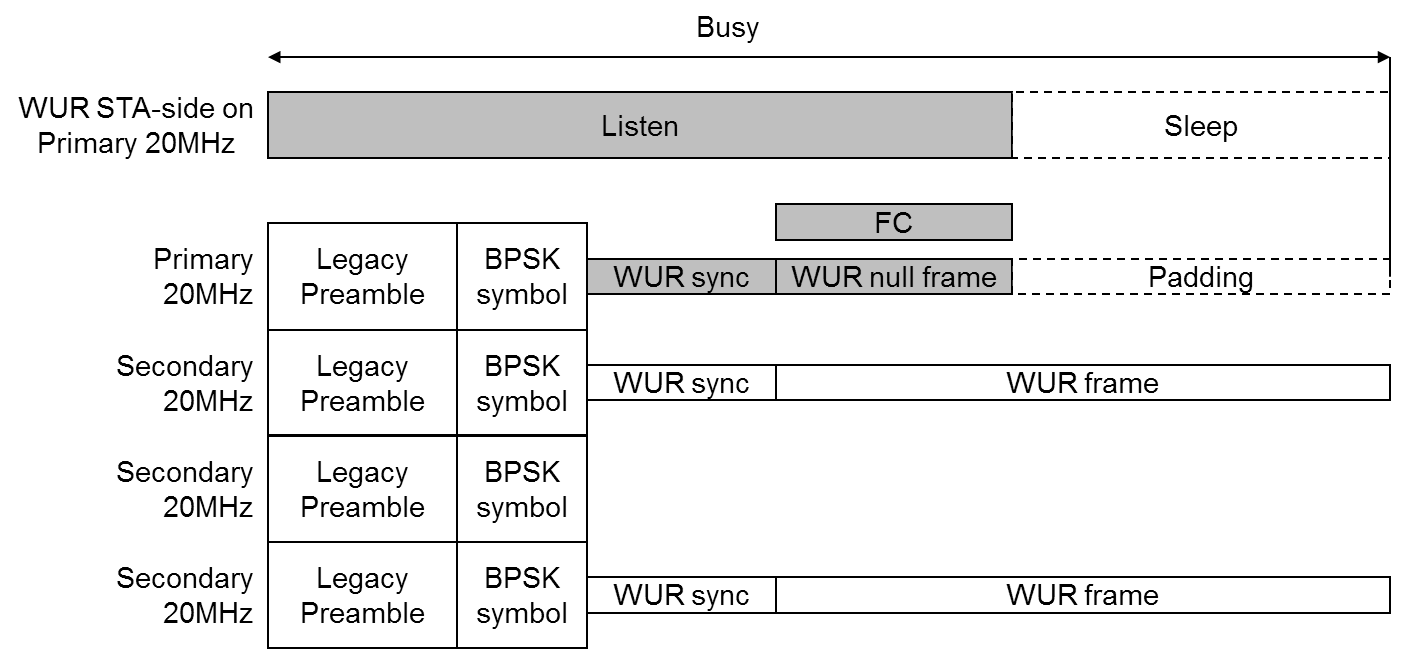 Busy
WUR STA-side on
Primary 20MHz
Listen
Sleep
FC
Primary
20MHz
Legacy
Preamble
BPSK
symbol
WUR sync
WUR null frame
Padding
Secondary
20MHz
Legacy
Preamble
BPSK
symbol
WUR sync
WUR frame
Secondary
20MHz
Legacy
Preamble
BPSK
symbol
Secondary
20MHz
Legacy
Preamble
BPSK
symbol
WUR sync
WUR frame